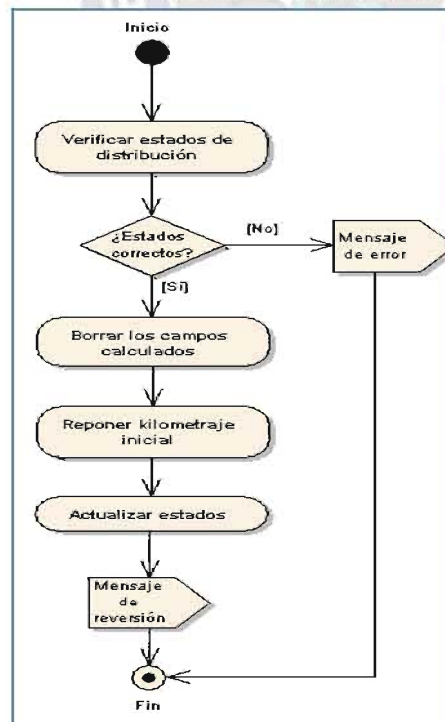 Inicio
Verificar estados de
distribución
¿Estados
correctos?
[No]
Mensaje
de error
[Sí]
Borrar los campos
calculados
Reponer kilometraje
inicial
Actualizar estados
Mensaje
de
reversión
Fin